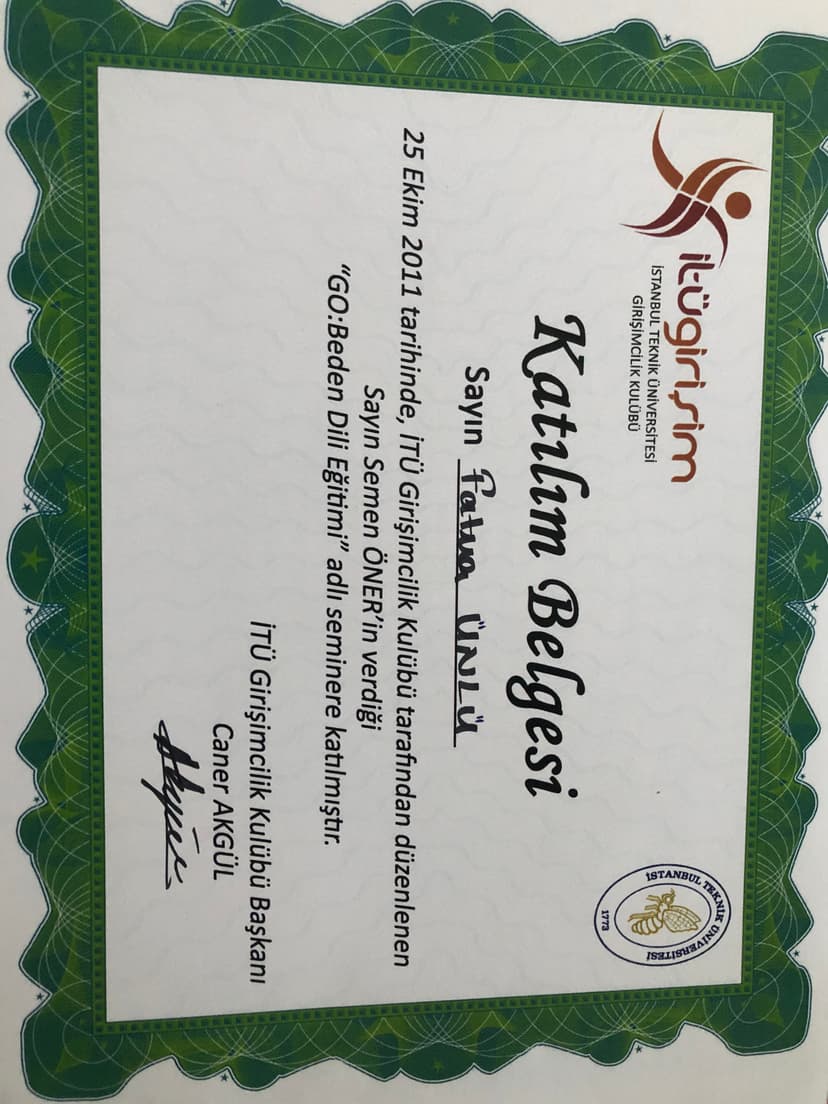 itügirişim
İSTANBUL TEKNİK ÜNİVERSİTESİ
GİRİŞİMCİLİK KULÜBÜ
İSTANBUL TEKNİK ÜNİVERSİTESİ
1773
Katılım Belgesi
Sayın Fatma ÜNLÜ
25 Ekim 2011 tarihinde, İTÜ Girişimcilik Kulübü tarafından düzenlenen
Sayın Semen ÖNER'in verdiği
"GO:Beden Dili Eğitimi" adlı seminere katılmıştır.
İTÜ Girişimcilik Kulübü Başkanı
Caner AKGÜL